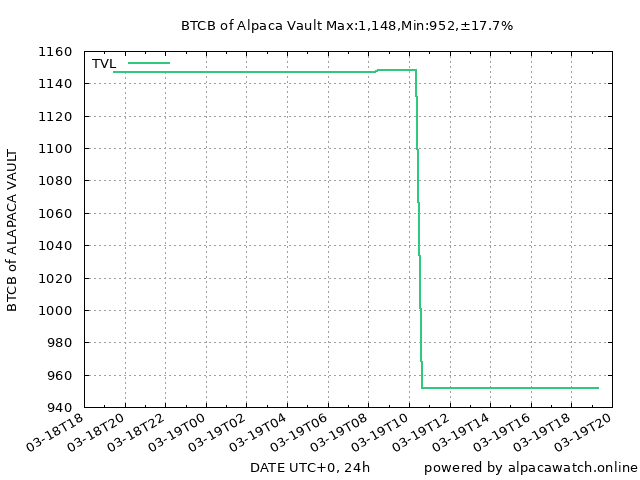 BTCB of Alpaca Vault Max:1,148,Min:952,±17.7%
TVL
BTCB of ALAPACA VAULT
1160
1140
1120
1100
1080
1060
1040
1020
1000
980
960
940
03-18T18
03-18T20
03-18T22
03-19T00
03-19T02
03-19T04
03-19T06
03-19T08
03-19T10
03-19T12
03-19T14
03-19T16
03-19T18
03-19T20
DATE UTC+0, 24h
powered by alpacawatch.online